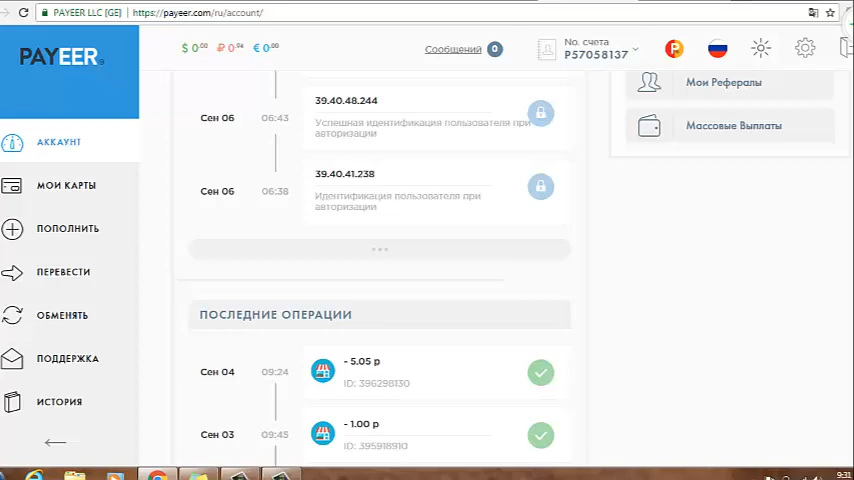 PAYEER LLC [GE] https://payeer.com/ru/account/
PAYEER
$ 0.00 ₽ 0.94 € 0.00
Сообщений 0
No. счета
P57058137
АККАУНТ
МОИ КАРТЫ
ПОПОЛНИТЬ
ПЕРЕВЕСТИ
ОБМЕНЯТЬ
ПОДДЕРЖКА
ИСТОРИЯ
Сен 06 06:43
39.40.48.244
Успешная идентификация пользователя при
авторизации
Сен 06 06:38
39.40.41.238
Идентификация пользователя при
авторизации
ПОСЛЕДНИЕ ОПЕРАЦИИ
Сен 04 09:24
- 5.05 р
ID: 396298130
Сен 03 09:45
- 1.00 р
ID: 395918910
Мои Рефералы
Массовые Выплаты
9:31